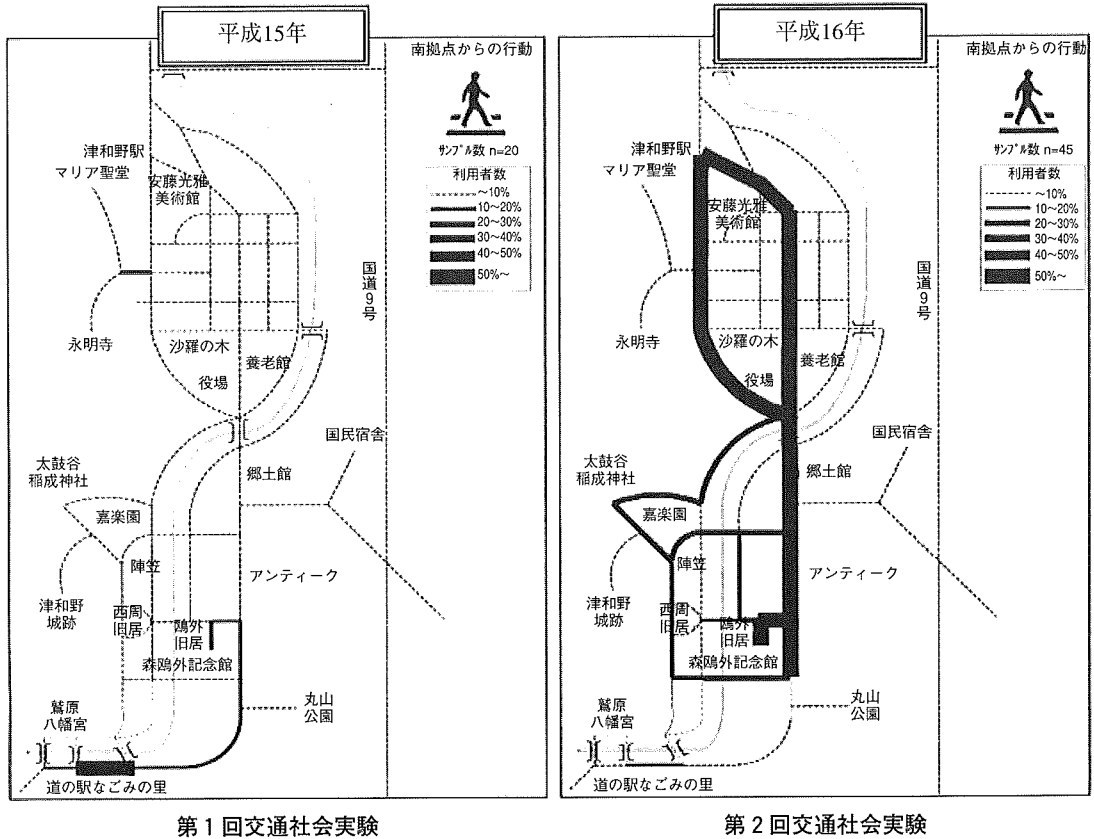 平成15年
南拠点からの行動
ｻﾝﾌﾟﾙ数 n=20
利用者数
～10%
10～20%
20～30%
30～40%
40～50%
50%～
津和野駅
マリア聖堂
安藤光雅
美術館
国道9号
永明寺
沙羅の木
養老館
役場
国民宿舎
太鼓谷
稲成神社
郷土館
嘉楽園
陣笠
アンティーク
津和野
城跡
西周
旧居
鴎外
旧居
森鴎外記念館
丸山
公園
鷲原
八幡宮
道の駅なごみの里
第1回交通社会実験
平成16年
南拠点からの行動
ｻﾝﾌﾟﾙ数 n=45
利用者数
～10%
10～20%
20～30%
30～40%
40～50%
50%～
津和野駅
マリア聖堂
安藤光雅
美術館
国道9号
永明寺
沙羅の木
養老館
役場
国民宿舎
太鼓谷
稲成神社
郷土館
嘉楽園
陣笠
アンティーク
津和野
城跡
西周
旧居
鴎外
旧居
森鴎外記念館
丸山
公園
鷲原
八幡宮
道の駅なごみの里
第2回交通社会実験